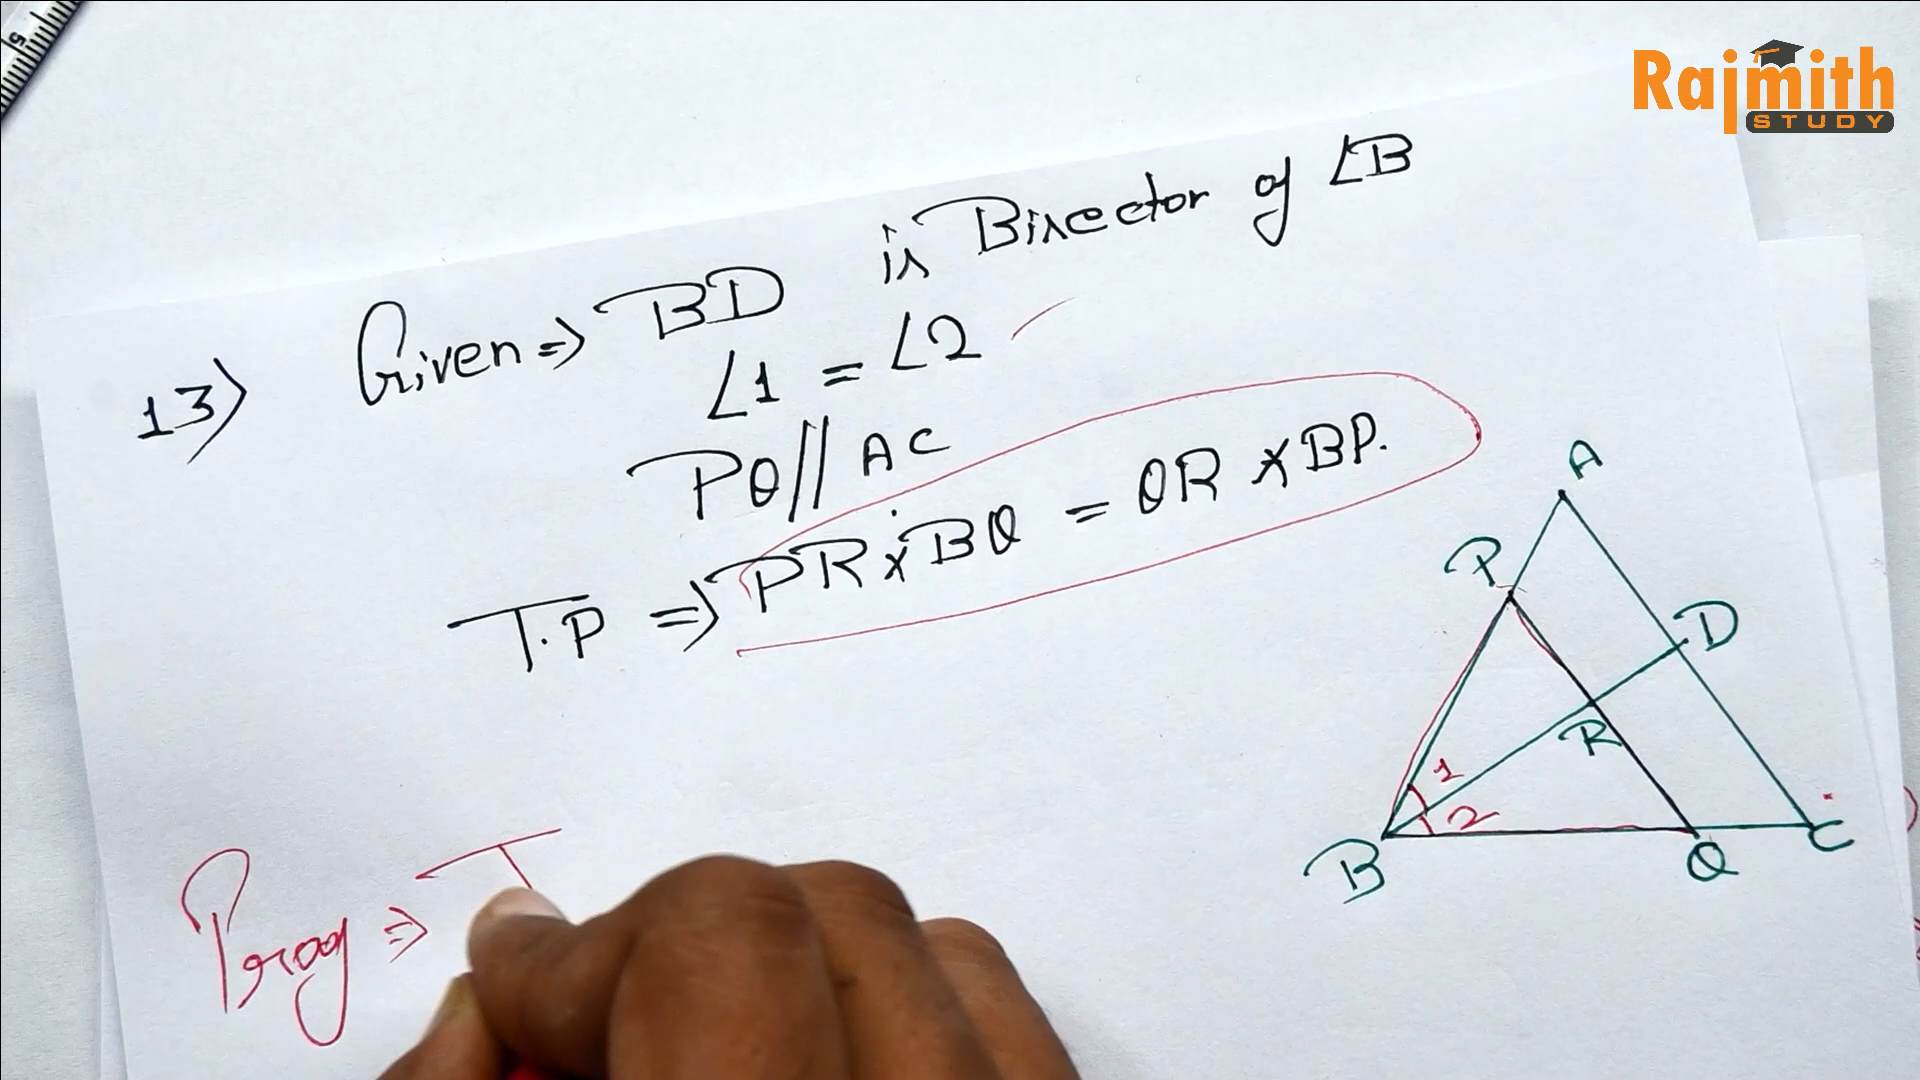 5
Rajmith
STUDY
13) Given => BD is Bisector of ∠B
∠1 = ∠2
PQ // AC
T.P => PR × BQ = QR × BP.
A
P
D
R
1
2
B
Q
C
Proof => T